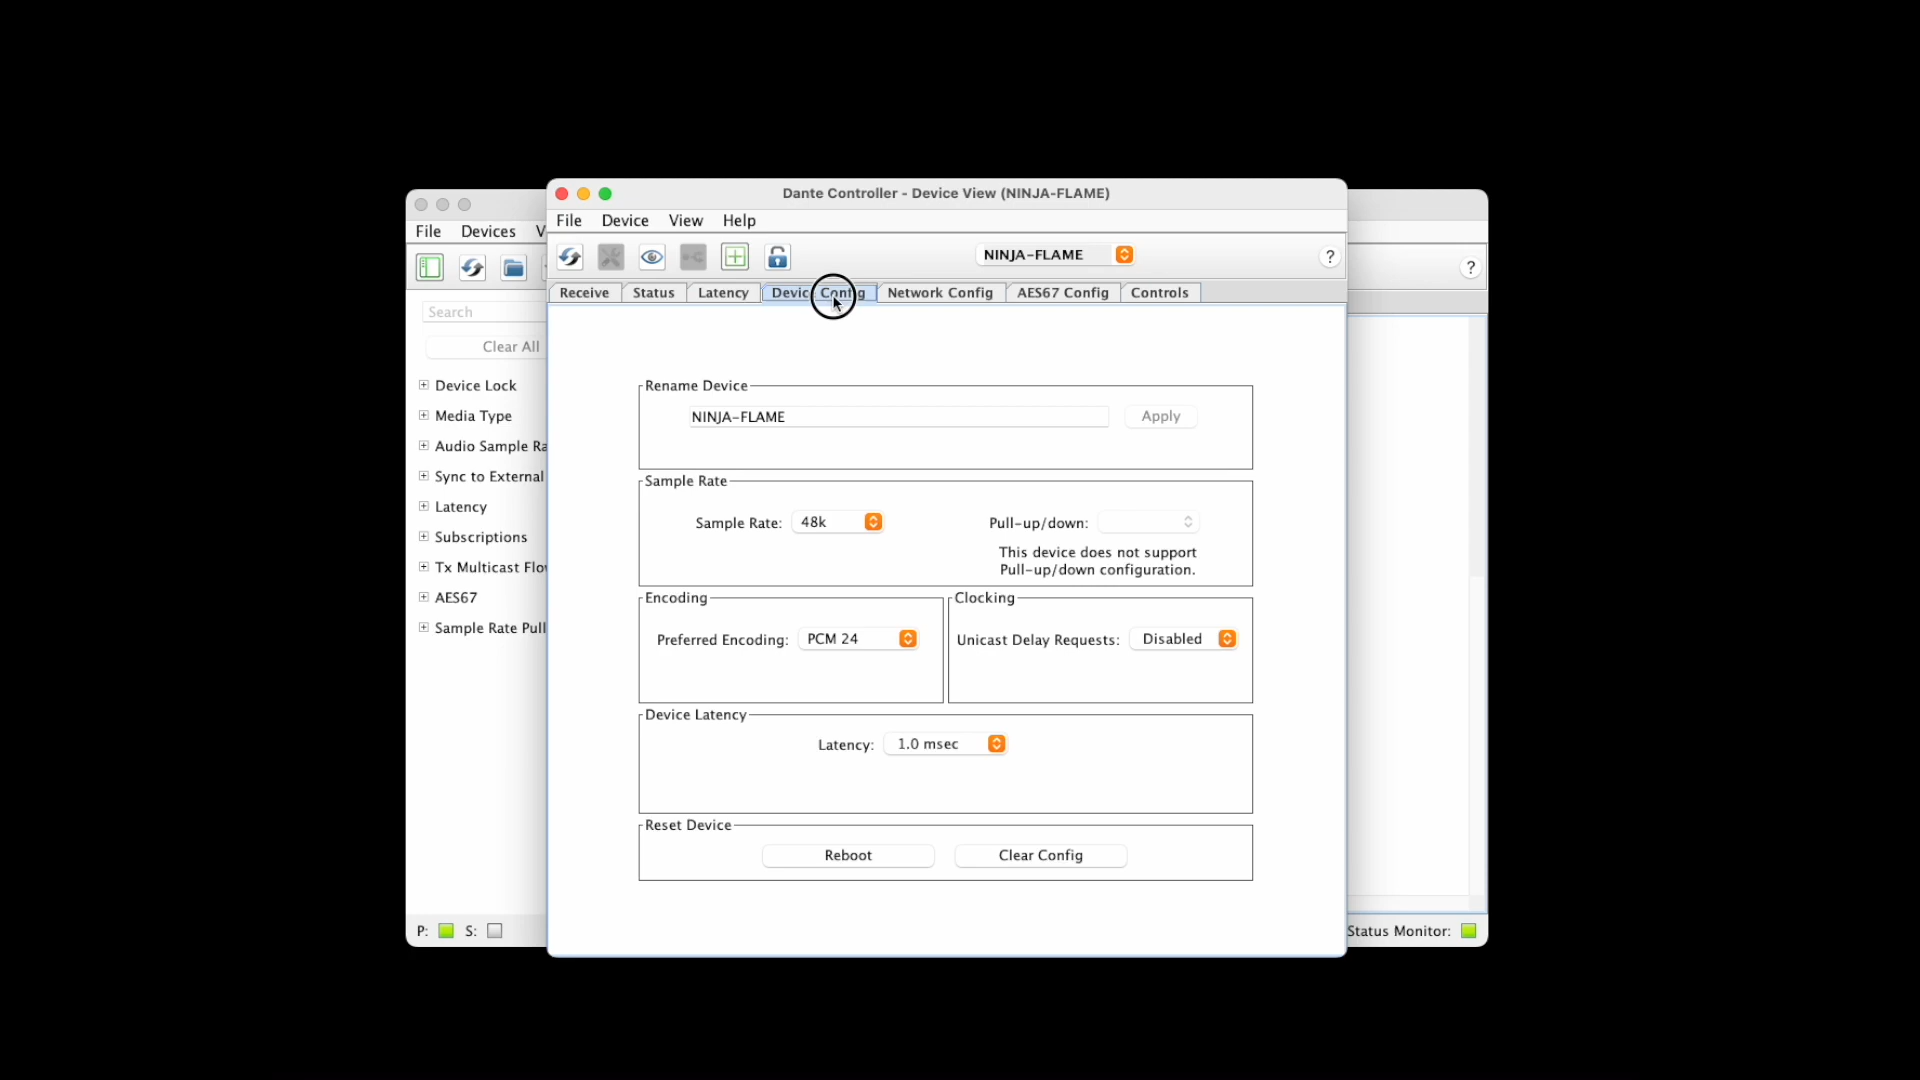 Dante Controller - Device View (NINJA-FLAME)
File Devices V
File Device View Help
NINJA-FLAME
?
?
Receive Status Latency Device Config Network Config AES67 Config Controls
Search
Clear All
Device Lock
Media Type
Audio Sample Ra
Sync to External
Latency
Subscriptions
Tx Multicast Flo
AES67
Sample Rate Pull
Rename Device
NINJA-FLAME Apply
Sample Rate
Sample Rate: 48k Pull-up/down:
This device does not support
Pull-up/down configuration.
Encoding Clocking
Preferred Encoding: PCM 24 Unicast Delay Requests: Disabled
Device Latency
Latency: 1.0 msec
Reset Device
Reboot Clear Config
P: S: Status Monitor: